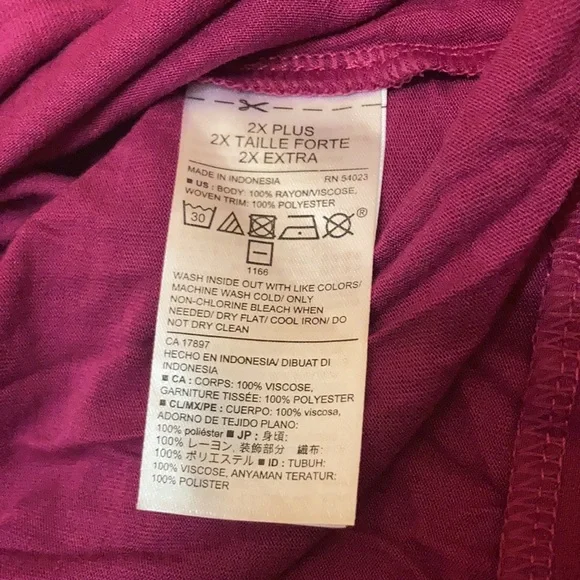 2X PLUS
2X TAILLE FORTE
2X EXTRA
MADE IN INDONESIA RN 54023
■ US : BODY: 100% RAYON/VISCOSE,
WOVEN TRIM: 100% POLYESTER
30 ®
1166
WASH INSIDE OUT WITH LIKE COLORS/
MACHINE WASH COLD/ ONLY
NON-CHLORINE BLEACH WHEN
NEEDED/ DRY FLAT/ COOL IRON/ DO
NOT DRY CLEAN
CA 17897
HECHO EN INDONESIA/ DIBUAT DI
INDONESIA
■ CA : CORPS: 100% VISCOSE,
GARNITURE TISSÉE: 100% POLYESTER
■ CL/MX/PE : CUERPO: 100% viscosa,
ADORNO DE TEJIDO PLANO:
100% poliéster ■ JP : 身頃:
100% レーヨン, 装飾部分 織布:
100% ポリエステル ■ ID : TUBUH:
100% VISCOSE, ANYAMAN TERATUR:
100% POLISTER